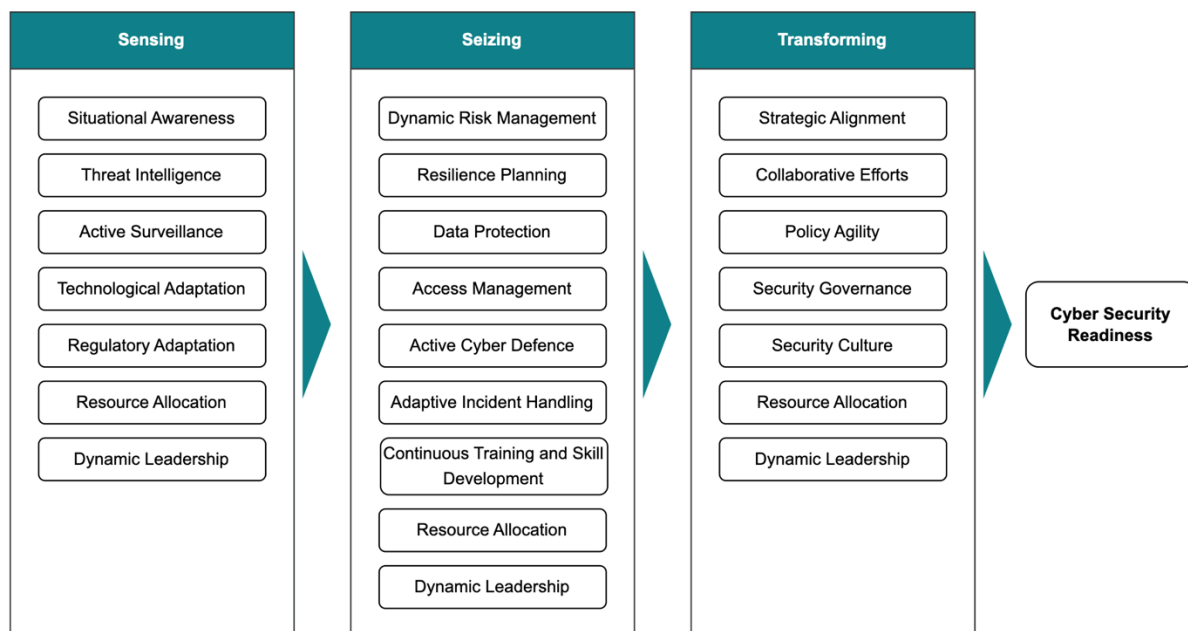 Sensing
Situational Awareness
Threat Intelligence
Active Surveillance
Technological Adaptation
Regulatory Adaptation
Resource Allocation
Dynamic Leadership
Seizing
Dynamic Risk Management
Resilience Planning
Data Protection
Access Management
Active Cyber Defence
Adaptive Incident Handling
Continuous Training and Skill
Development
Resource Allocation
Dynamic Leadership
Transforming
Strategic Alignment
Collaborative Efforts
Policy Agility
Security Governance
Security Culture
Resource Allocation
Dynamic Leadership
Cyber Security
Readiness